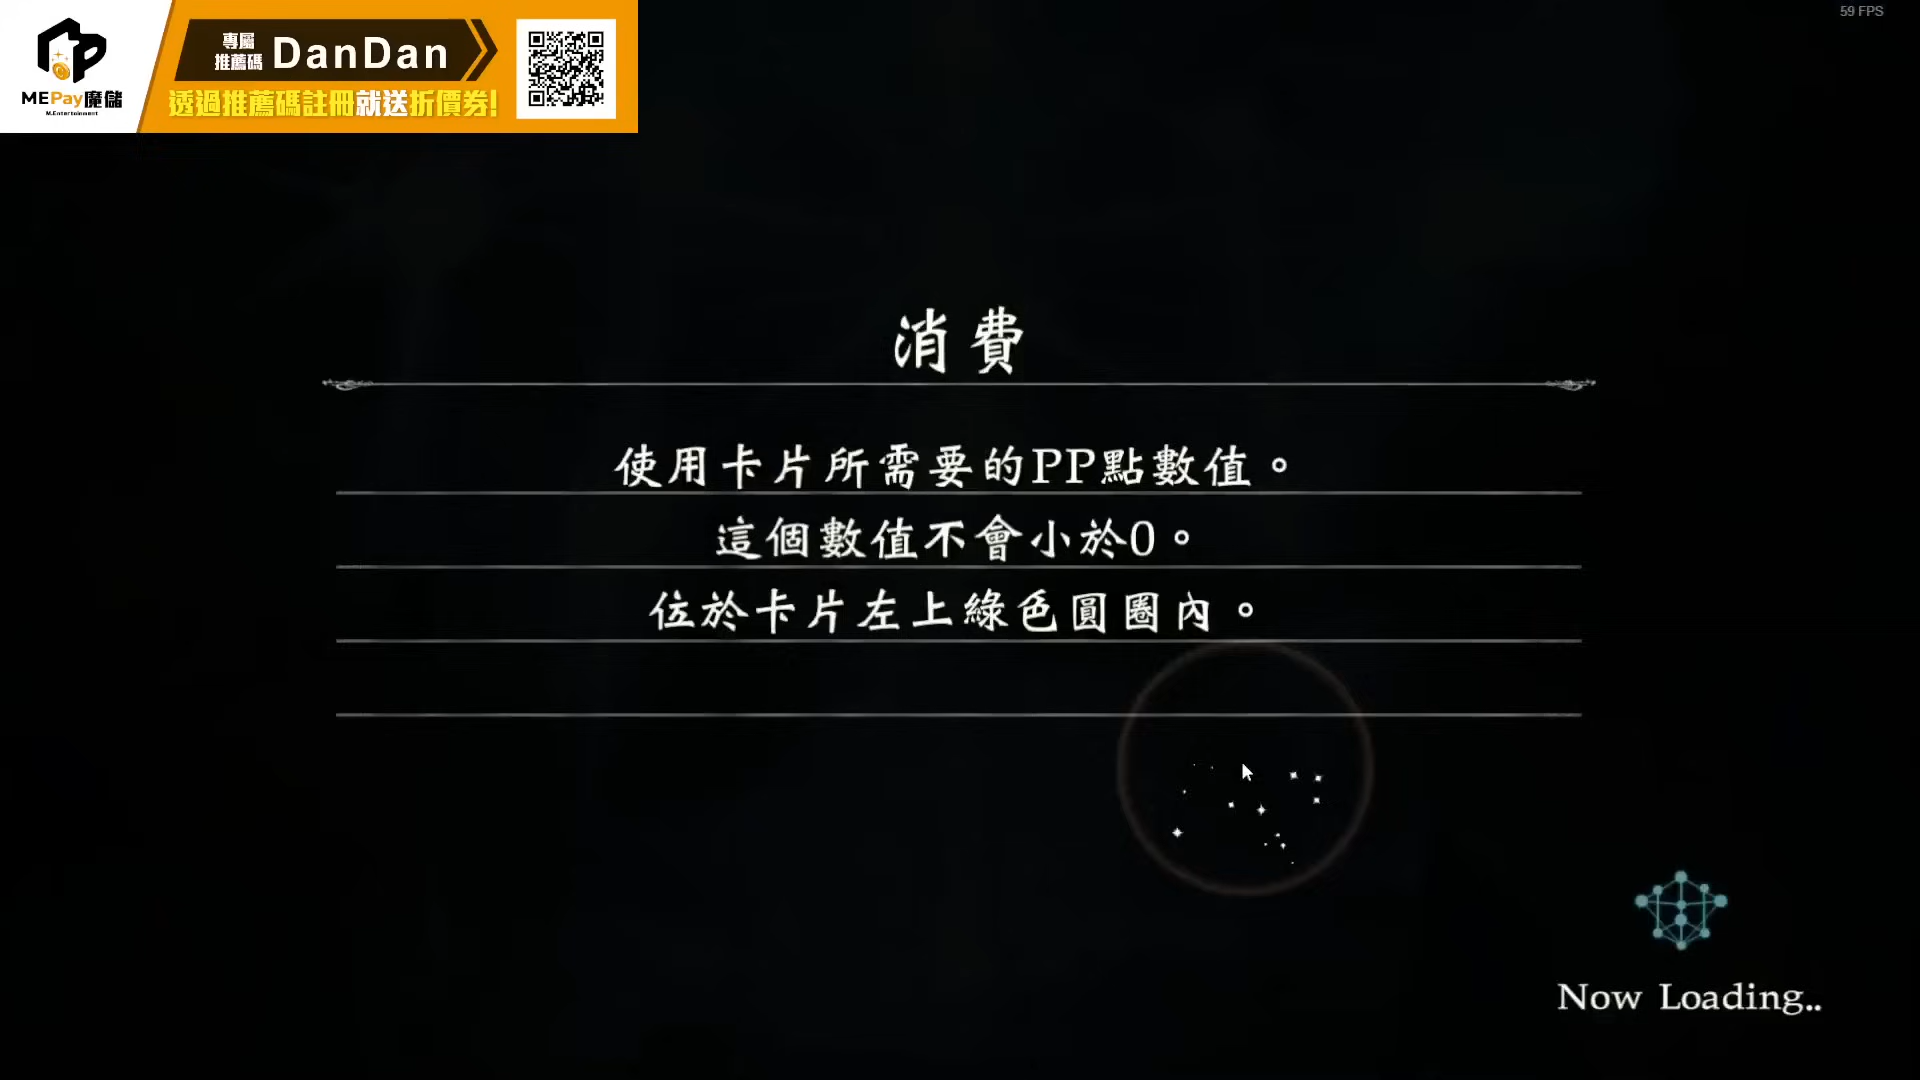 59 FPS
專屬
推薦碼
DanDan
MEPay魔儲
M.Entertainment
透過推薦碼註冊就送折價券!
消費
使用卡片所需要的PP點數值。
這個數值不會小於0。
位於卡片左上綠色圓圈內。
Now Loading..